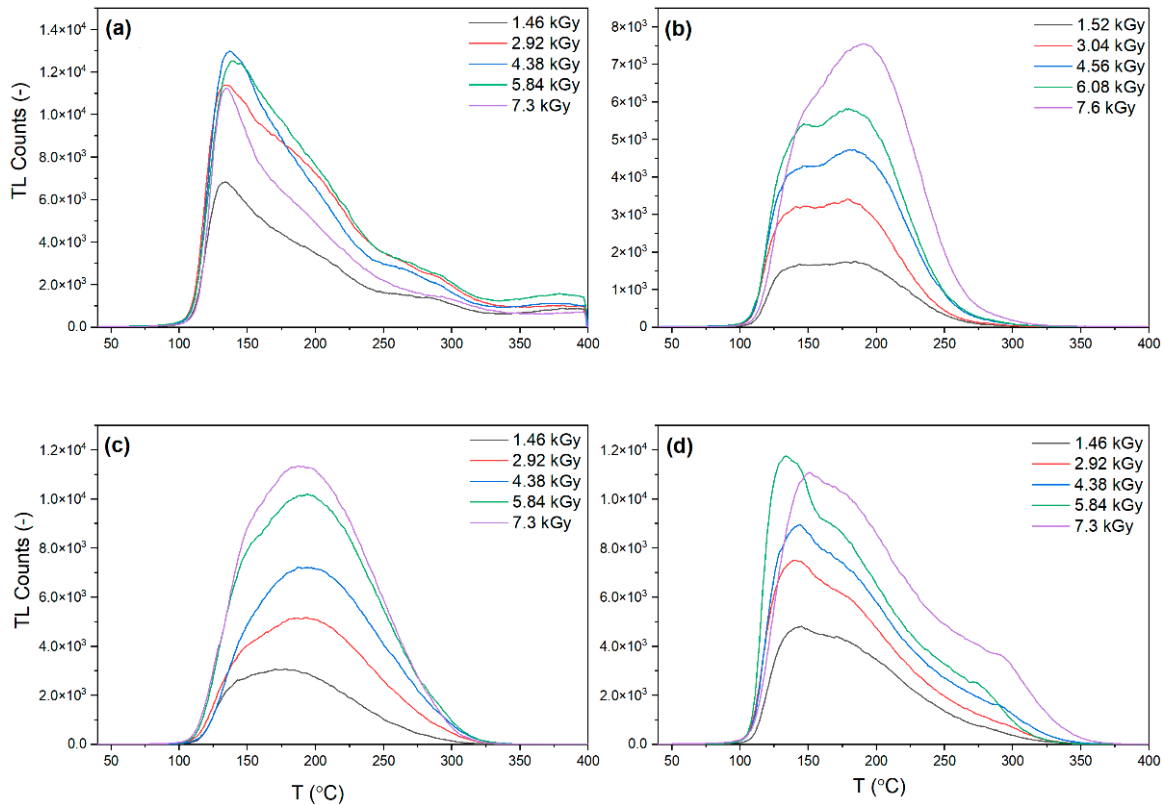 (a)
1.46 kGy
2.92 kGy
4.38 kGy
5.84 kGy
7.3 kGy
TL Counts (-)
1.4×10⁴
1.2×10⁴
1.0×10⁴
8.0×10³
6.0×10³
4.0×10³
2.0×10³
0.0
50 100 150 200 250 300 350 400
(b)
1.52 kGy
3.04 kGy
4.56 kGy
6.08 kGy
7.6 kGy
8×10³
7×10³
6×10³
5×10³
4×10³
3×10³
2×10³
1×10³
0
50 100 150 200 250 300 350 400
(c)
1.46 kGy
2.92 kGy
4.38 kGy
5.84 kGy
7.3 kGy
TL Counts (-)
1.2×10⁴
1.0×10⁴
8.0×10³
6.0×10³
4.0×10³
2.0×10³
0.0
50 100 150 200 250 300 350 400
T (°C)
(d)
1.46 kGy
2.92 kGy
4.38 kGy
5.84 kGy
7.3 kGy
1.2×10⁴
1.0×10⁴
8.0×10³
6.0×10³
4.0×10³
2.0×10³
0.0
50 100 150 200 250 300 350 400
T (°C)